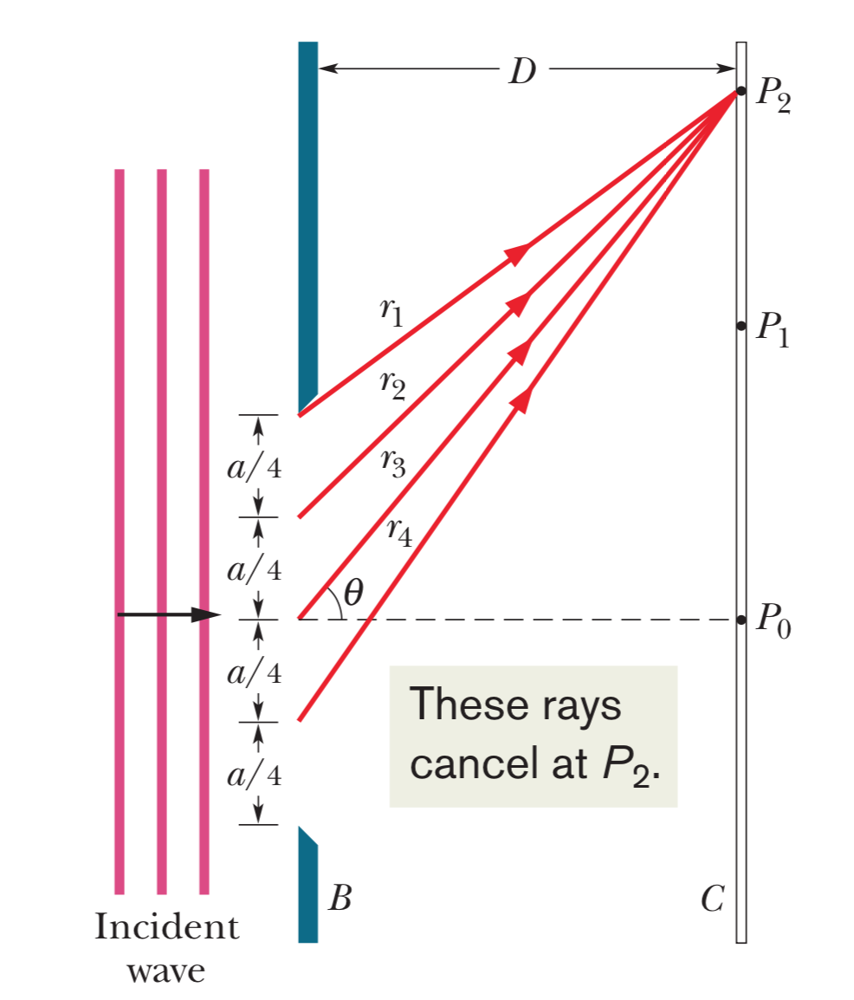 D
P₂
r₁
P₁
r₂
a/4
r₃
r₄
a/4
θ
P₀
a/4
These rays
cancel at P₂.
a/4
B
C
Incident
wave